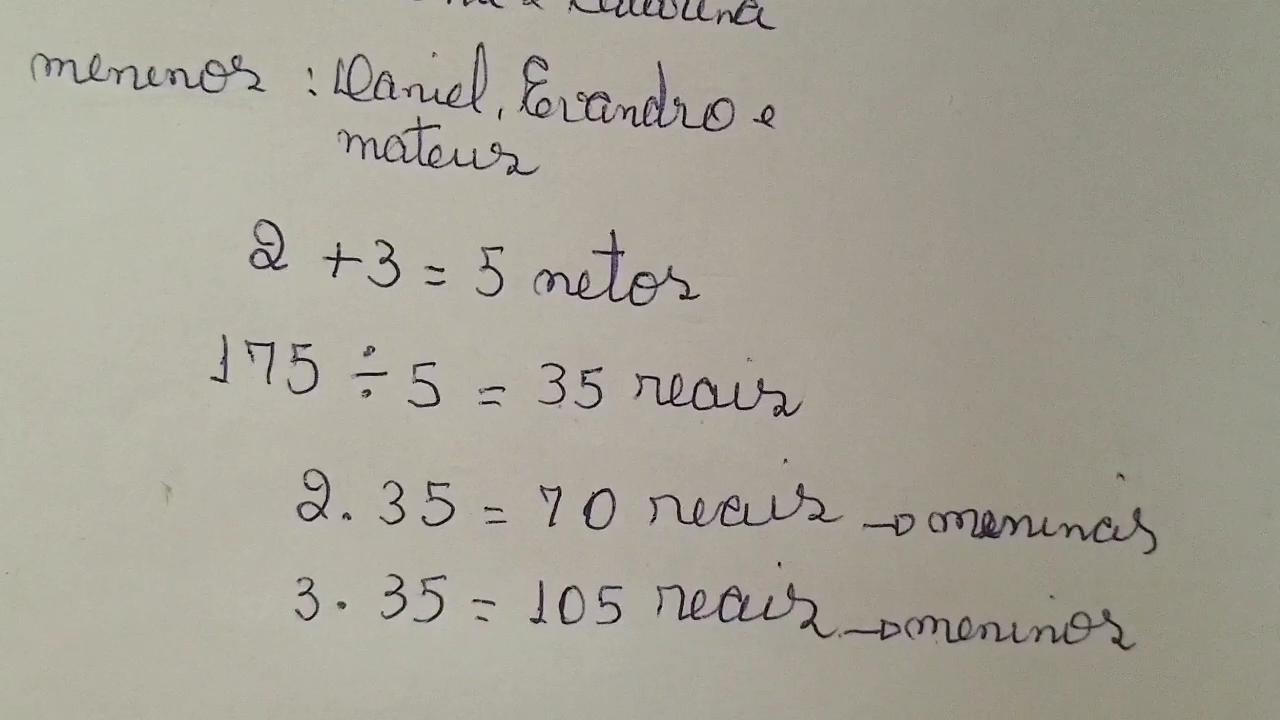 meninos : Daniel, Evandro e
mateus
2 + 3 = 5 netos
175 ÷ 5 = 35 reais
2 . 35 = 70 reais → meninas
3 . 35 = 105 reais → meninos